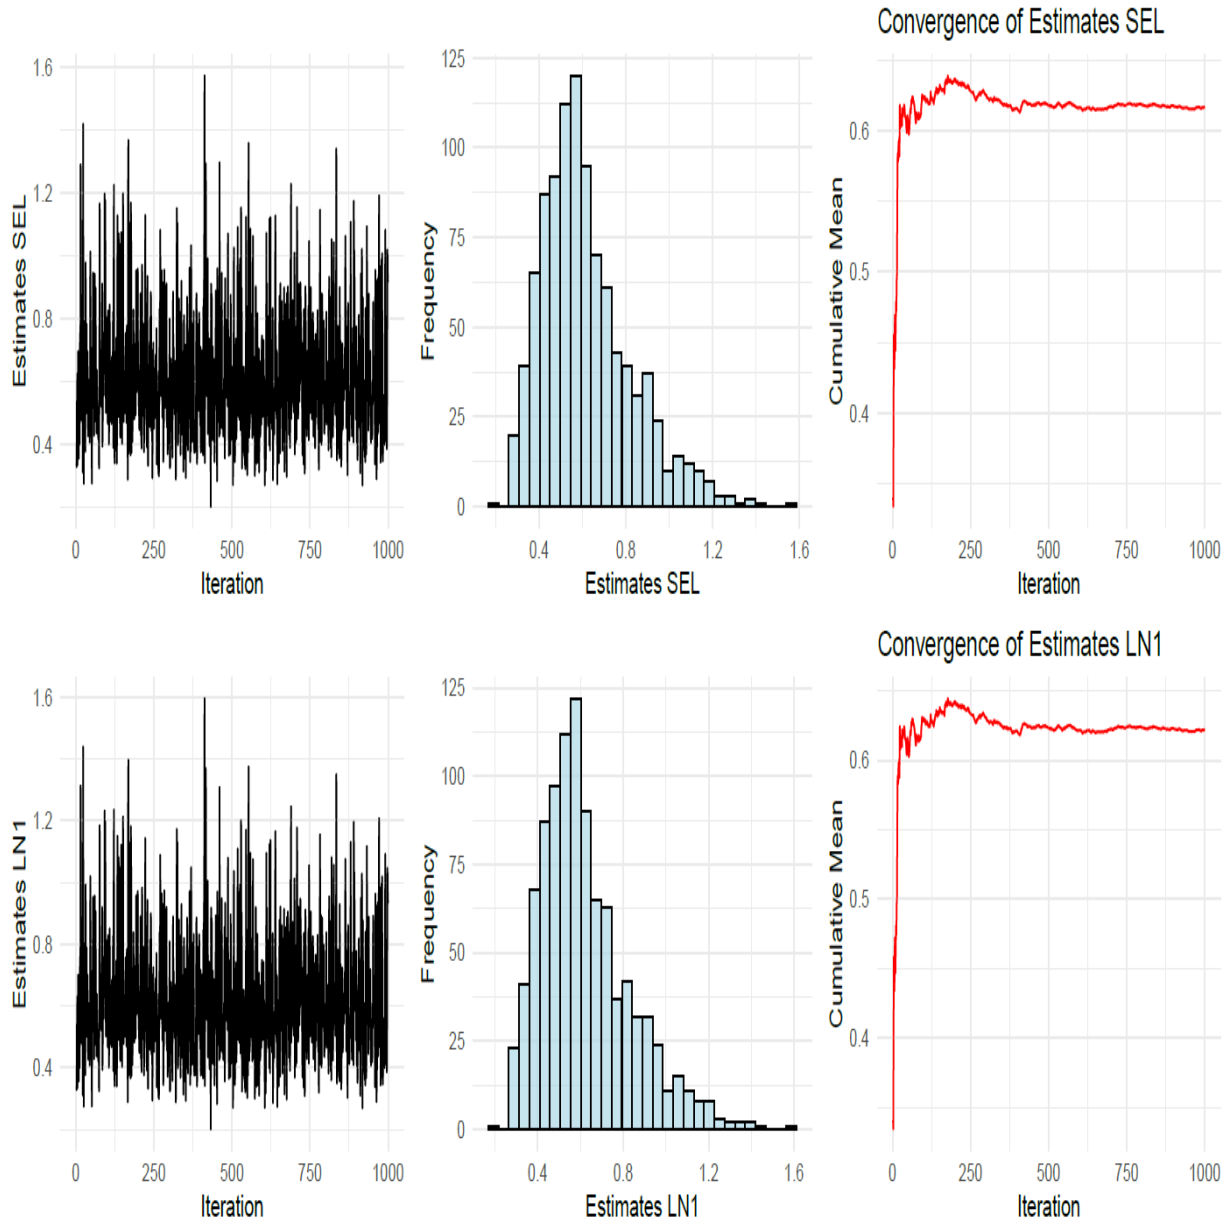 Convergence of Estimates SEL
Estimates SEL
1.6
1.2
0.8
0.4
0 250 500 750 1000
Iteration
Frequency
125
100
75
50
25
0
0.4 0.8 1.2 1.6
Estimates SEL
Cumulative Mean
0.6
0.5
0.4
0 250 500 750 1000
Iteration
Convergence of Estimates LN1
Estimates LN1
1.6
1.2
0.8
0.4
0 250 500 750 1000
Iteration
Frequency
125
100
75
50
25
0
0.4 0.8 1.2 1.6
Estimates LN1
Cumulative Mean
0.6
0.5
0.4
0 250 500 750 1000
Iteration